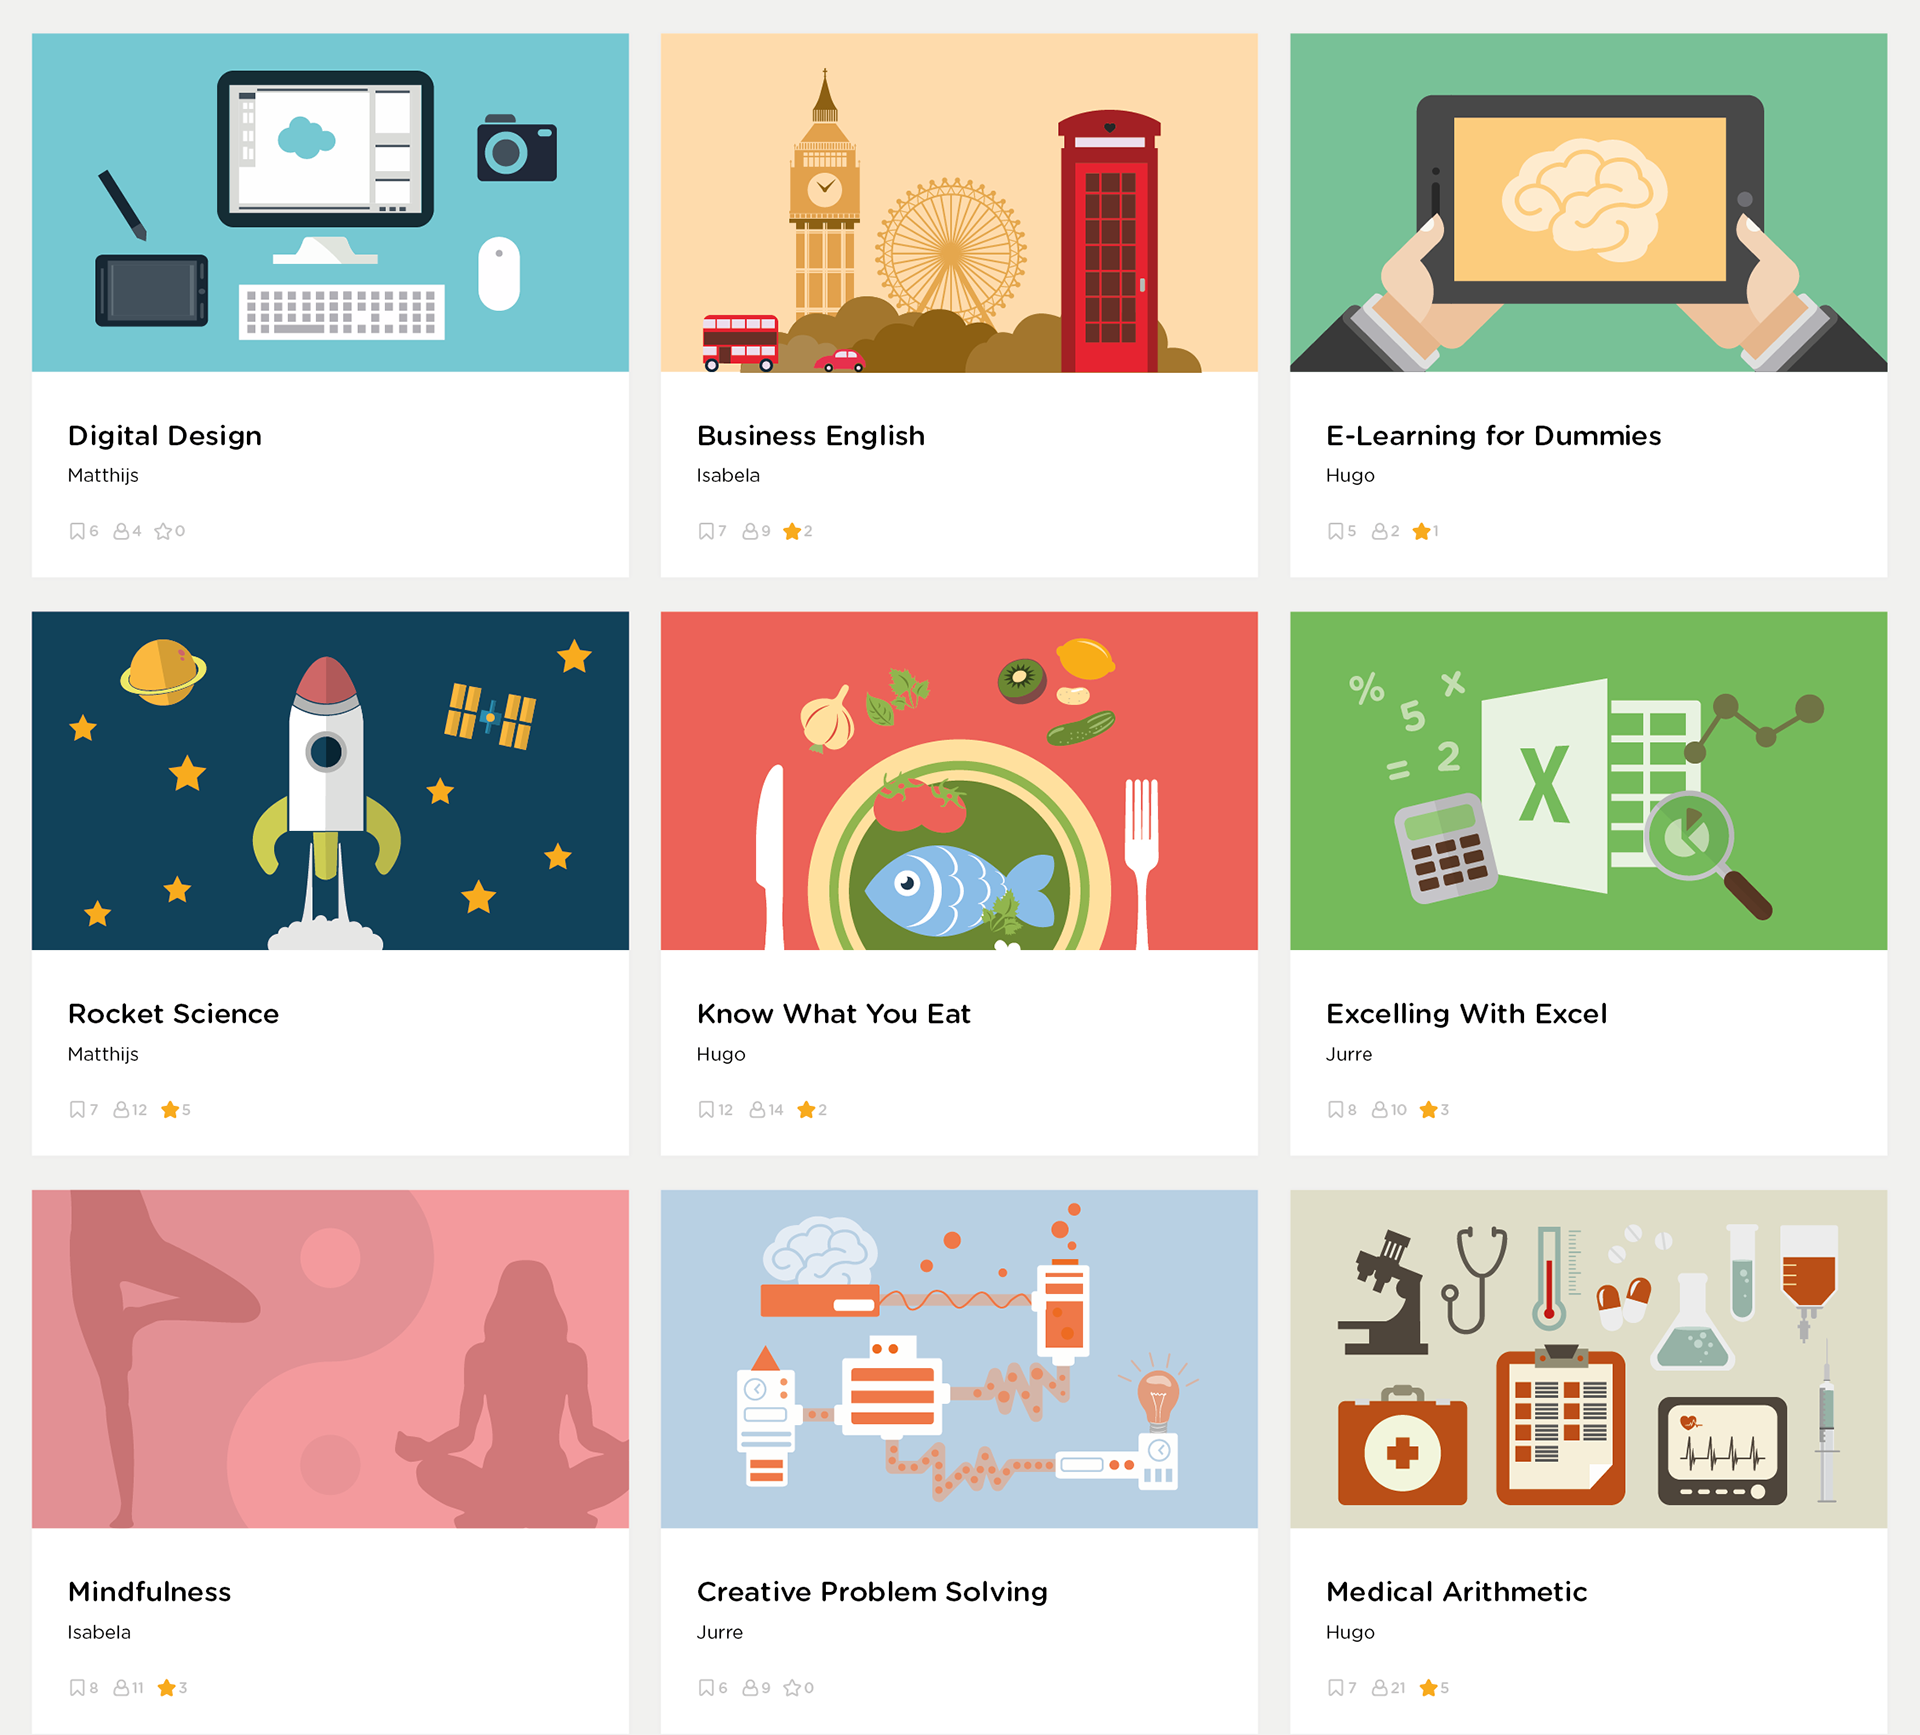 Digital Design
Matthijs
6 4 0
Business English
Isabela
7 9 2
E-Learning for Dummies
Hugo
5 2 1
% 5 x
= 2
X
Rocket Science
Matthijs
7 12 5
Know What You Eat
Hugo
12 14 2
Excelling With Excel
Jurre
8 10 3
Mindfulness
Isabela
8 11 3
Creative Problem Solving
Jurre
6 9 0
Medical Arithmetic
Hugo
7 21 5